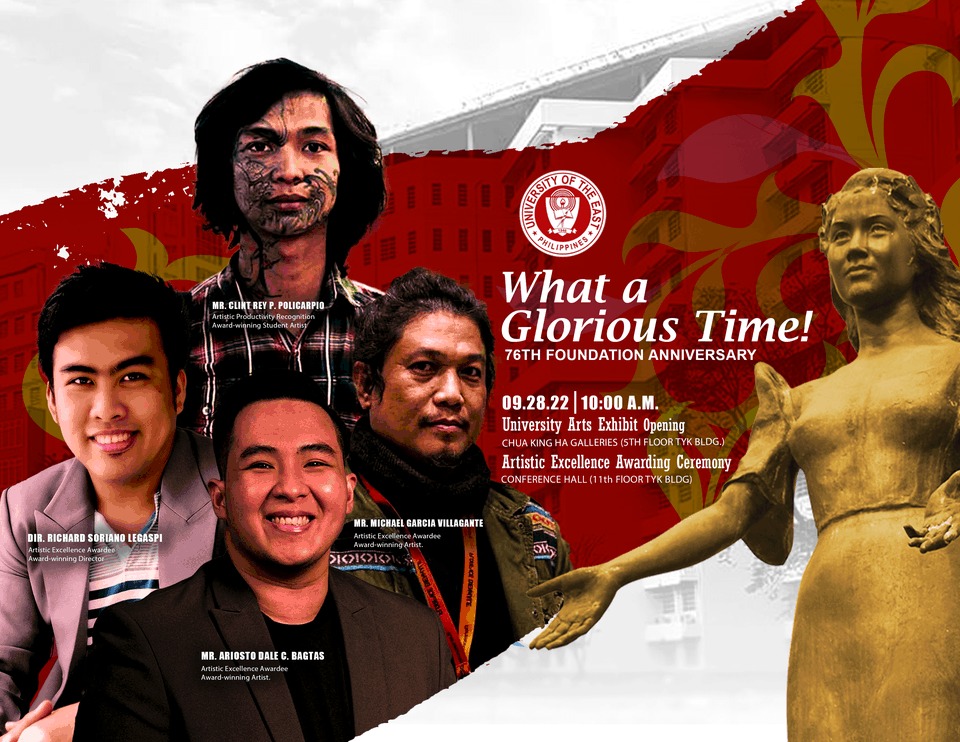 UNIVERSITY OF THE EAST
PHILIPPINES
What a
Glorious Time!
76TH FOUNDATION ANNIVERSARY
09.28.22 | 10:00 A.M.
University Arts Exhibit Opening
CHUA KING HA GALLERIES (5TH FLOOR TYK BLDG.)
Artistic Excellence Awarding Ceremony
CONFERENCE HALL (11th FlOOR TYK BLDG)
MR. CLINT REY P. POLICARPIO
Artistic Productivity Recognition
Award-winning Student Artist
DIR. RICHARD SORIANO LEGASPI
Artistic Excellence Awardee
Award-winning Director
MR. MICHAEL GARCIA VILLAGANTE
Artistic Excellence Awardee
Award-winning Artist.
MR. ARIOSTO DALE C. BAGTAS
Artistic Excellence Awardee
Award-winning Artist.